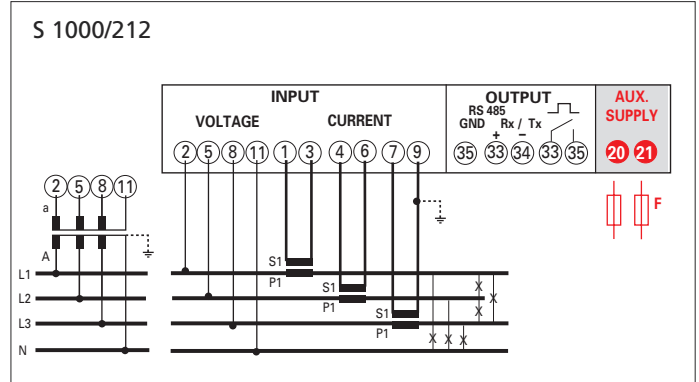 S 1000/212
INPUT
OUTPUT
AUX.
SUPPLY
VOLTAGE
CURRENT
RS 485
GND Rx / Tx
+ −
2 5 8 11 1 3 4 6 7 9 35 33 34 33 35 20 21
2 5 8 11
a
F
A
L1
S1
P1
L2
S1
P1
L3
S1
P1
N
X
X
X
X X X